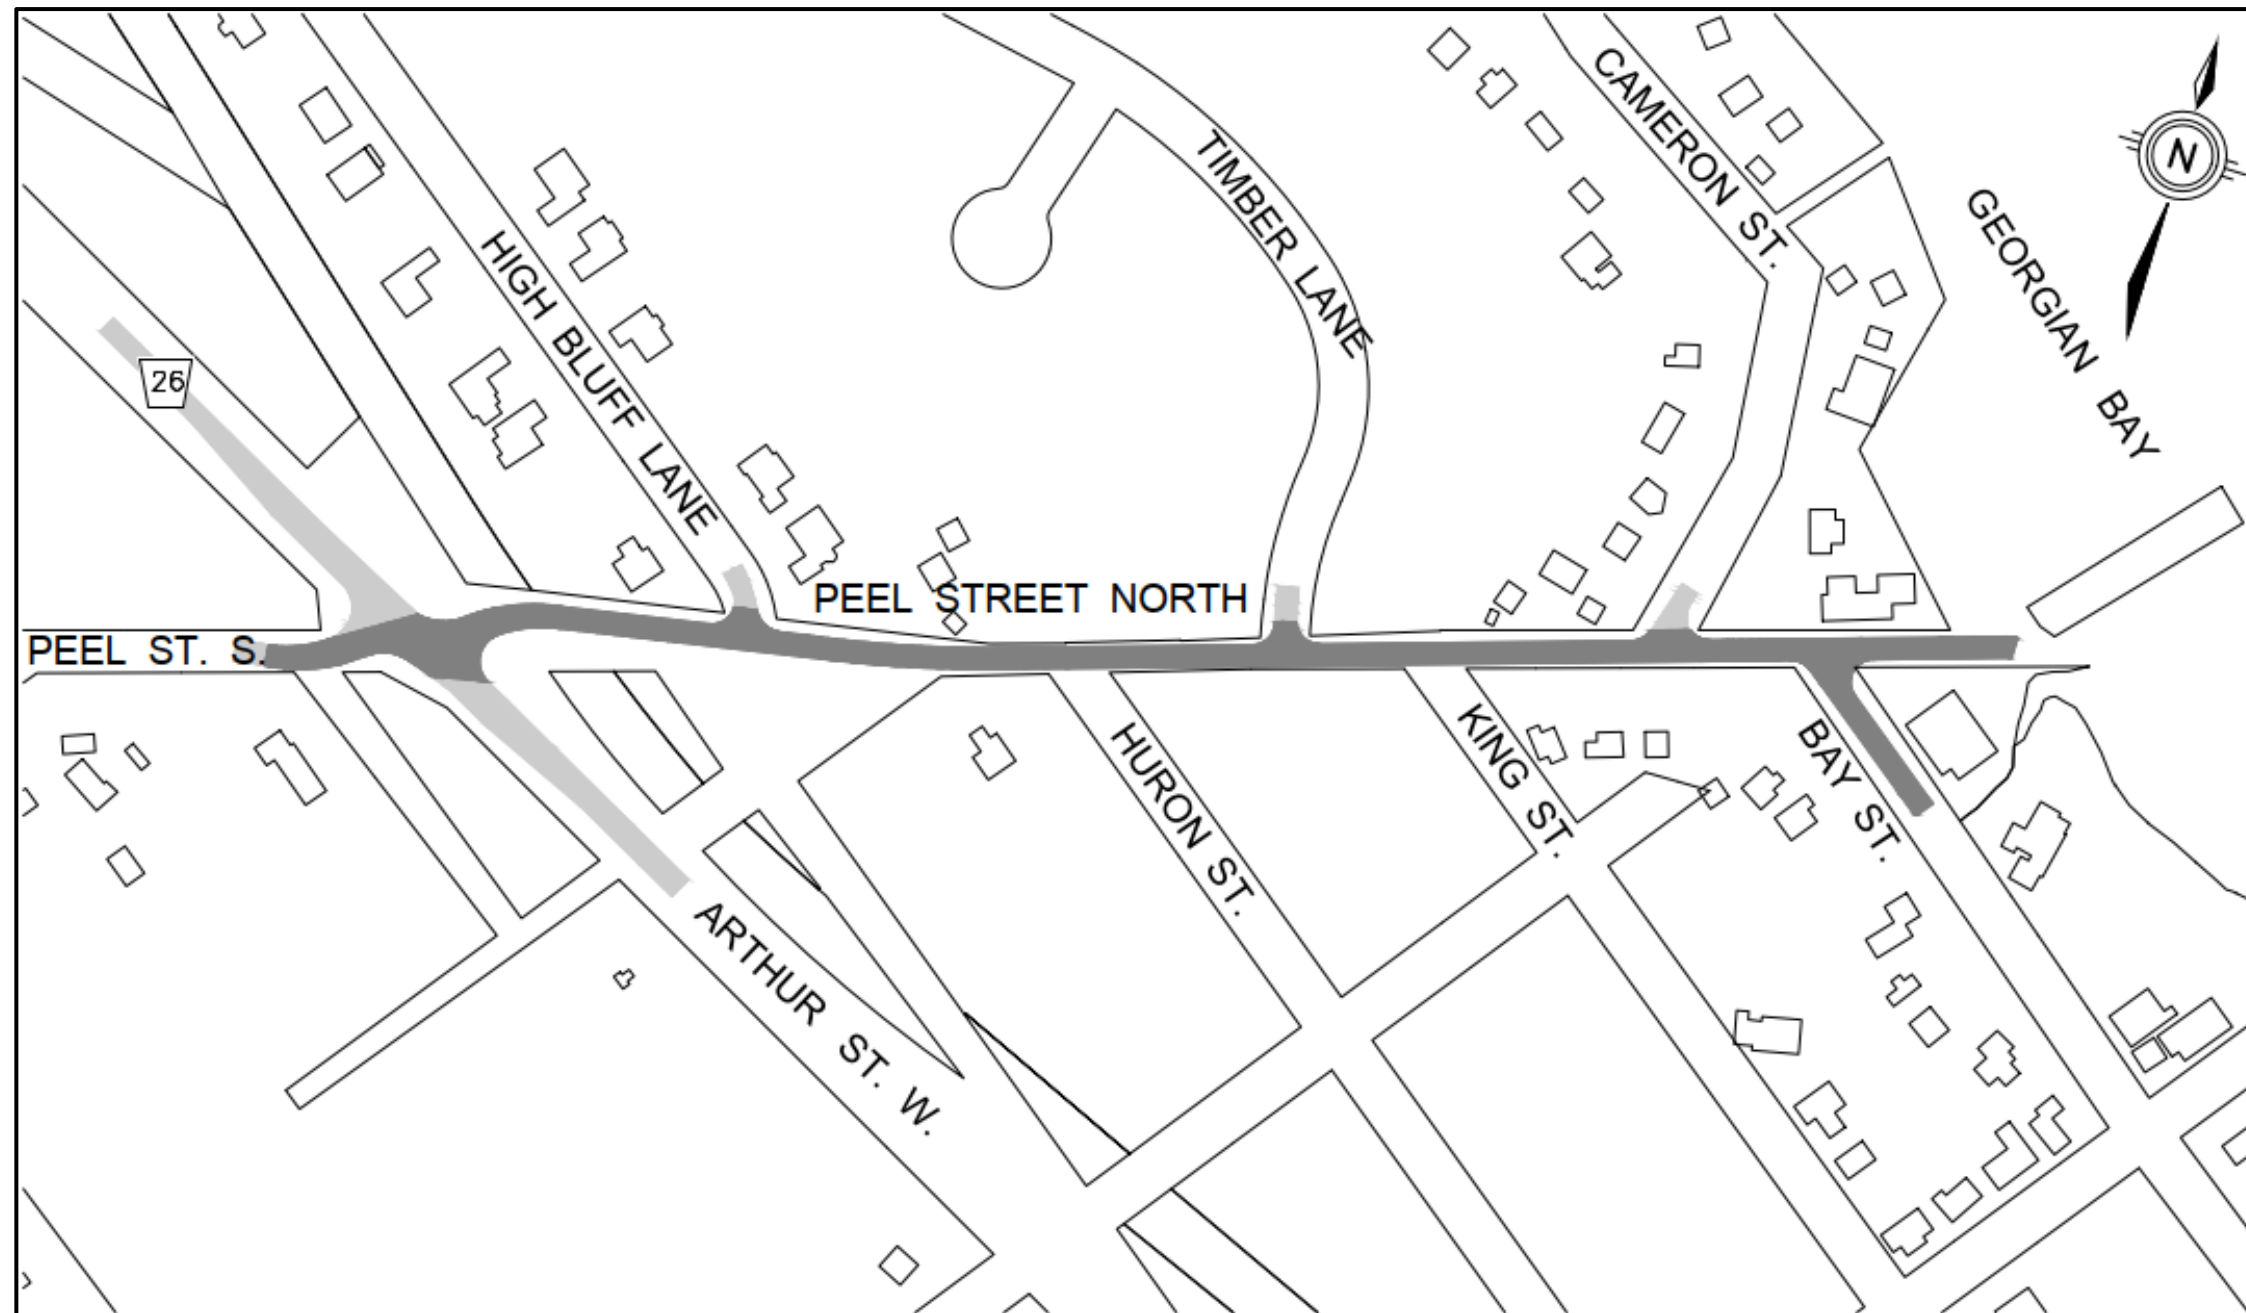 CAMERON ST.
N
TIMBER LANE
GEORGIAN BAY
HIGH BLUFF LANE
26
PEEL STREET NORTH
PEEL ST. S.
HURON ST.
KING ST.
BAY ST.
ARTHUR ST. W.